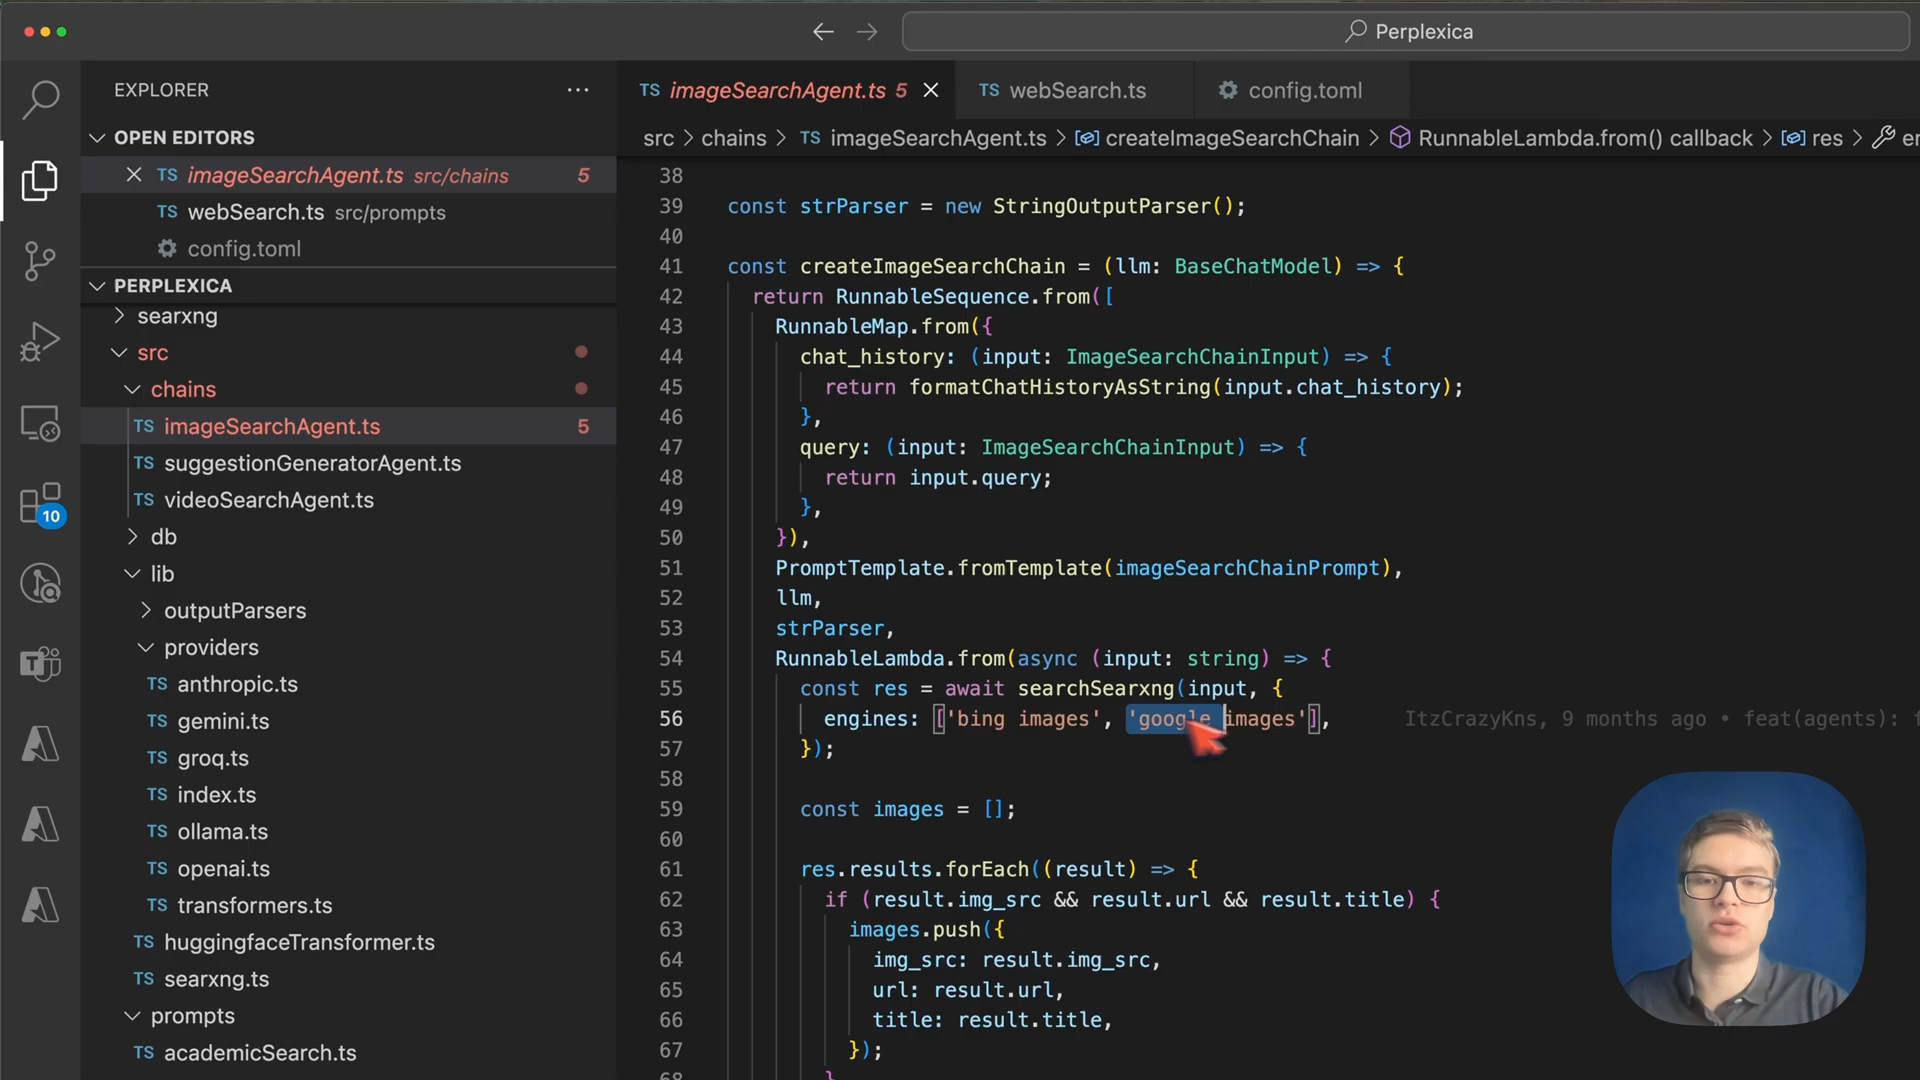 Perplexica
EXPLORER
OPEN EDITORS
TS imageSearchAgent.ts src/chains 5
TS webSearch.ts src/prompts
config.toml
PERPLEXICA
searxng
src
chains
TS imageSearchAgent.ts 5
TS suggestionGeneratorAgent.ts
TS videoSearchAgent.ts
db
lib
outputParsers
providers
TS anthropic.ts
TS gemini.ts
TS groq.ts
TS index.ts
TS ollama.ts
TS openai.ts
TS transformers.ts
TS huggingfaceTransformer.ts
TS searxng.ts
prompts
TS academicSearch.ts
10
T
TS imageSearchAgent.ts 5
TS webSearch.ts
config.toml
src > chains > TS imageSearchAgent.ts > createImageSearchChain > RunnableLambda.from() callback > res >
38
39 const strParser = new StringOutputParser();
40
41 const createImageSearchChain = (llm: BaseChatModel) => {
42 return RunnableSequence.from([
43 RunnableMap.from({
44 chat_history: (input: ImageSearchChainInput) => {
45 return formatChatHistoryAsString(input.chat_history);
46 },
47 query: (input: ImageSearchChainInput) => {
48 return input.query;
49 },
50 }),
51 PromptTemplate.fromTemplate(imageSearchChainPrompt),
52 llm,
53 strParser,
54 RunnableLambda.from(async (input: string) => {
55 const res = await searchSearxng(input, {
56 engines: ['bing images', 'google images'], ItzCrazyKns, 9 months ago • feat(agents):
57 });
58
59 const images = [];
60
61 res.results.forEach((result) => {
62 if (result.img_src && result.url && result.title) {
63 images.push({
64 img_src: result.img_src,
65 url: result.url,
66 title: result.title,
67 });
68 }